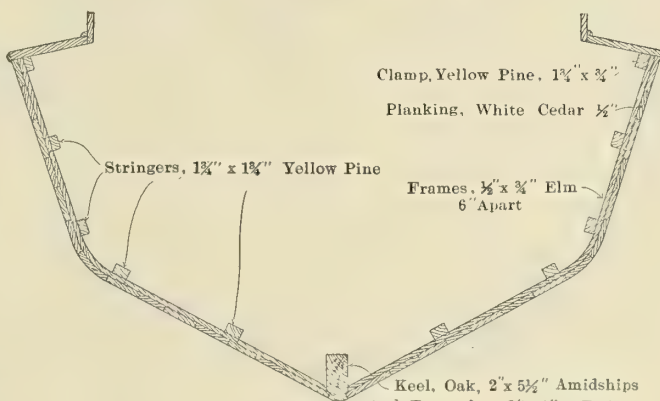 Clamp, Yellow Pine, 1¾" x ¾"
Planking, White Cedar ½"
Stringers, 1¾" x 1¾" Yellow Pine
Frames, ½" x ¾" Elm
6" Apart
Keel, Oak, 2" x 5½" Amidships